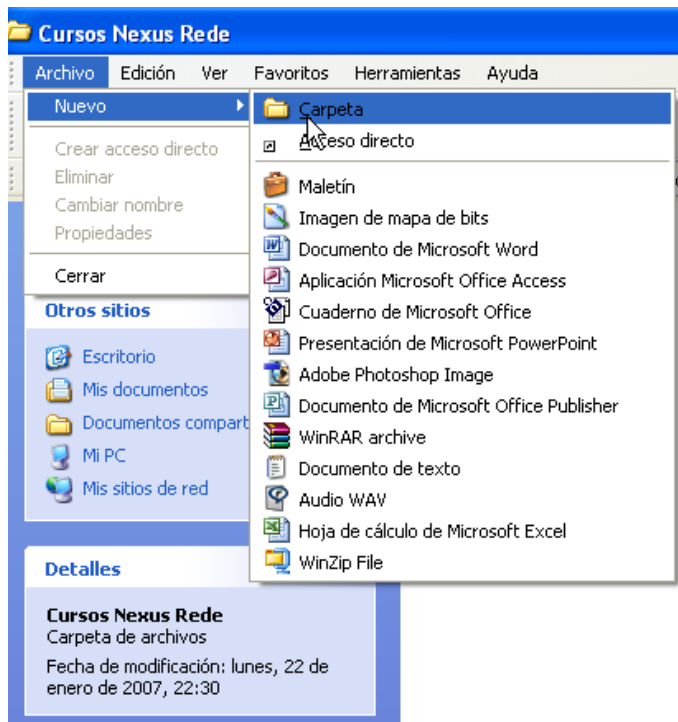 Cursos Nexus Rede
Archivo Edición Ver Favoritos Herramientas Ayuda
Nuevo
Crear acceso directo
Eliminar
Cambiar nombre
Propiedades
Cerrar
Carpeta
Acceso directo
Maletín
Imagen de mapa de bits
Documento de Microsoft Word
Aplicación Microsoft Office Access
Cuaderno de Microsoft Office
Presentación de Microsoft PowerPoint
Adobe Photoshop Image
Documento de Microsoft Office Publisher
WinRAR archive
Documento de texto
Audio WAV
Hoja de cálculo de Microsoft Excel
WinZip File
Otros sitios
Escritorio
Mis documentos
Documentos compart
Mi PC
Mis sitios de red
Detalles
Cursos Nexus Rede
Carpeta de archivos
Fecha de modificación: lunes, 22 de
enero de 2007, 22:30